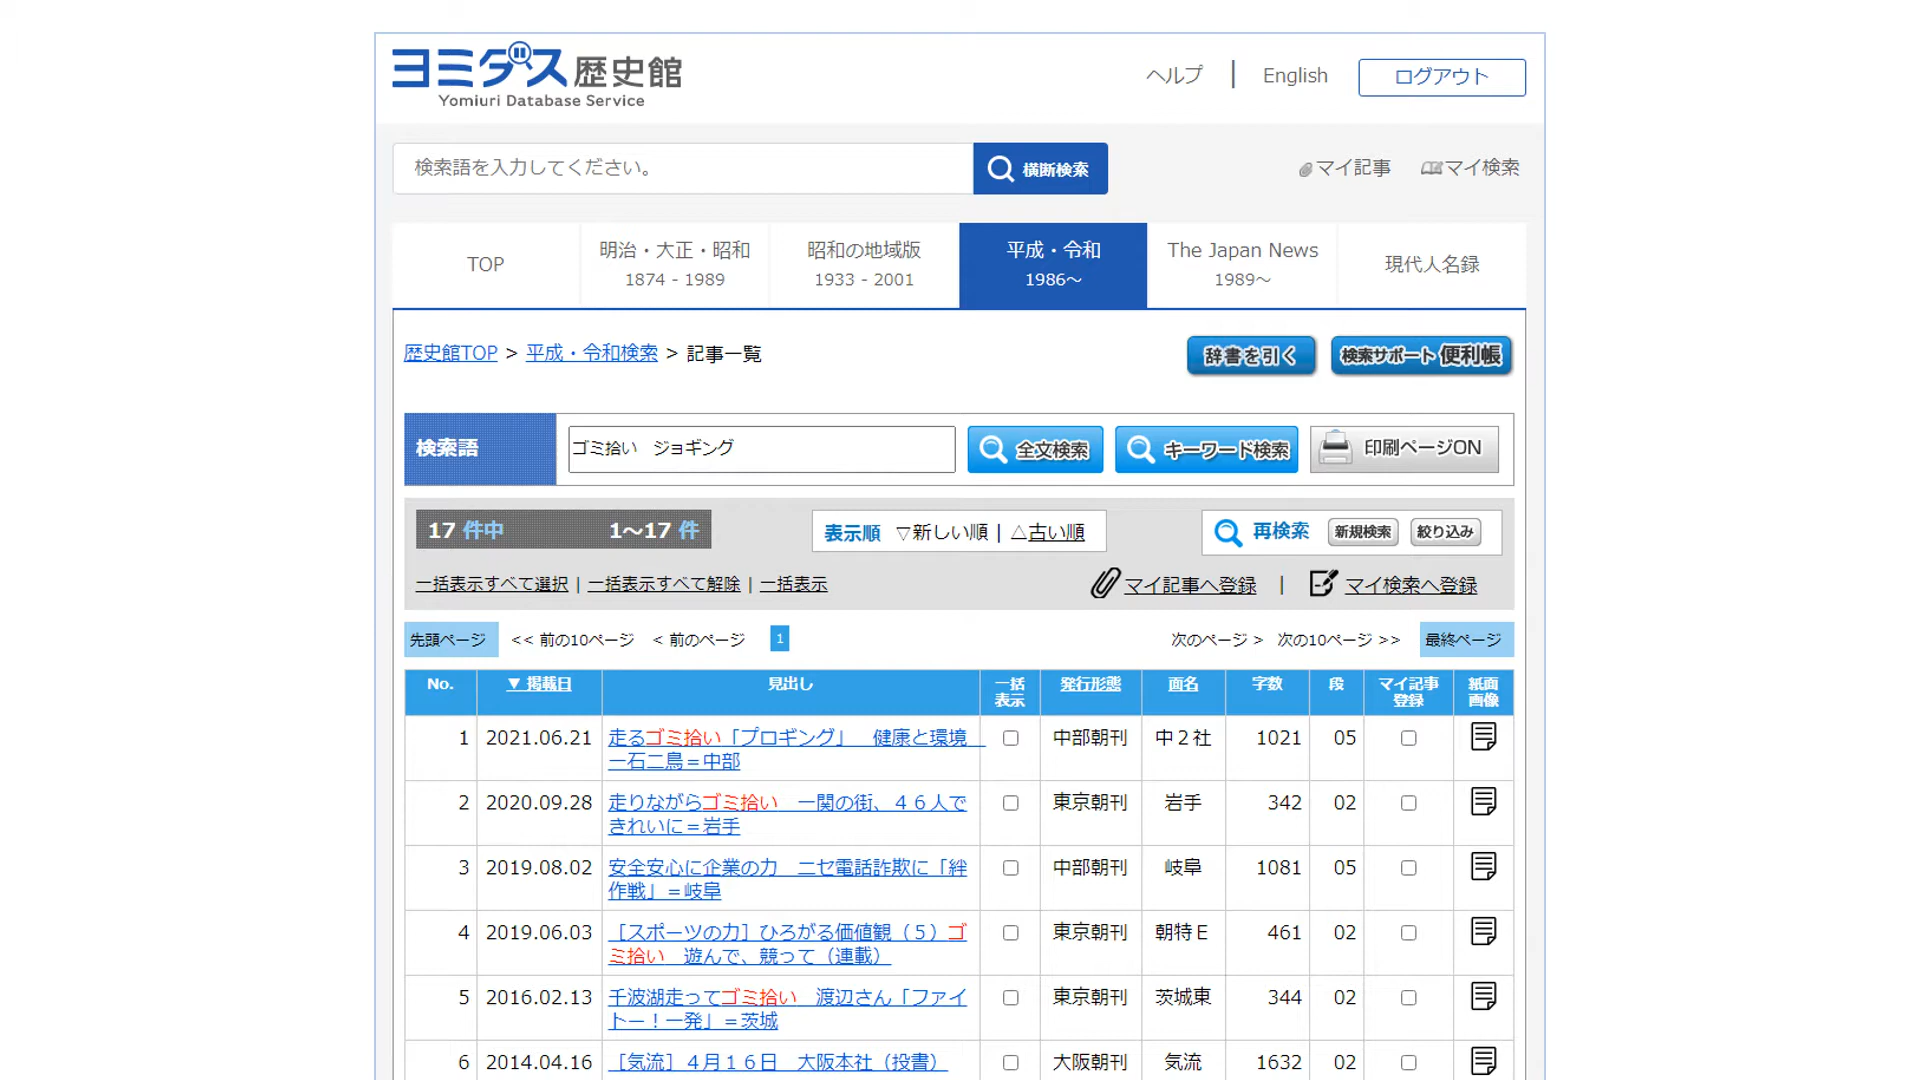 ヨミダス歴史館
Yomiuri Database Service
ヘルプ | English ログアウト
検索語を入力してください。 横断検索 マイ記事 マイ検索
TOP 明治・大正・昭和 昭和の地域版 平成・令和 The Japan News 現代人名録
1874 - 1989 1933 - 2001 1986～ 1989～
歴史館TOP > 平成・令和検索 > 記事一覧 辞書を引く 検索サポート 便利帳
検索語 ゴミ拾い　ジョギング 全文検索 キーワード検索 印刷ページON
17 件中 1～17 件 表示順 ▽新しい順 | △古い順 再検索 新規検索 絞り込み
一括表示すべて選択 | 一括表示すべて解除 | 一括表示 マイ記事へ登録 | マイ検索へ登録
先頭ページ << 前の10ページ < 前のページ 1 次のページ > 次の10ページ >> 最終ページ
No. ▼ 掲載日 見出し 一括表示 発行形態 面名 字数 段 マイ記事登録 紙面画像
1 2021.06.21 走るゴミ拾い「プロギング」　健康と環境　 中部朝刊 中２社 1021 05
一石二鳥＝中部
2 2020.09.28 走りながらゴミ拾い　一関の街、４６人で 東京朝刊 岩手 342 02
きれいに＝岩手
3 2019.08.02 安全安心に企業の力　ニセ電話詐欺に「絆 中部朝刊 岐阜 1081 05
作戦」＝岐阜
4 2019.06.03 ［スポーツの力］ひろがる価値観（５）ゴ 東京朝刊 朝特Ｅ 461 02
ミ拾い　遊んで、競って（連載）
5 2016.02.13 千波湖走ってゴミ拾い　渡辺さん「ファイ 東京朝刊 茨城東 344 02
トー！一発」＝茨城
6 2014.04.16 ［気流］４月１６日　大阪本社（投書） 大阪朝刊 気流 1632 02